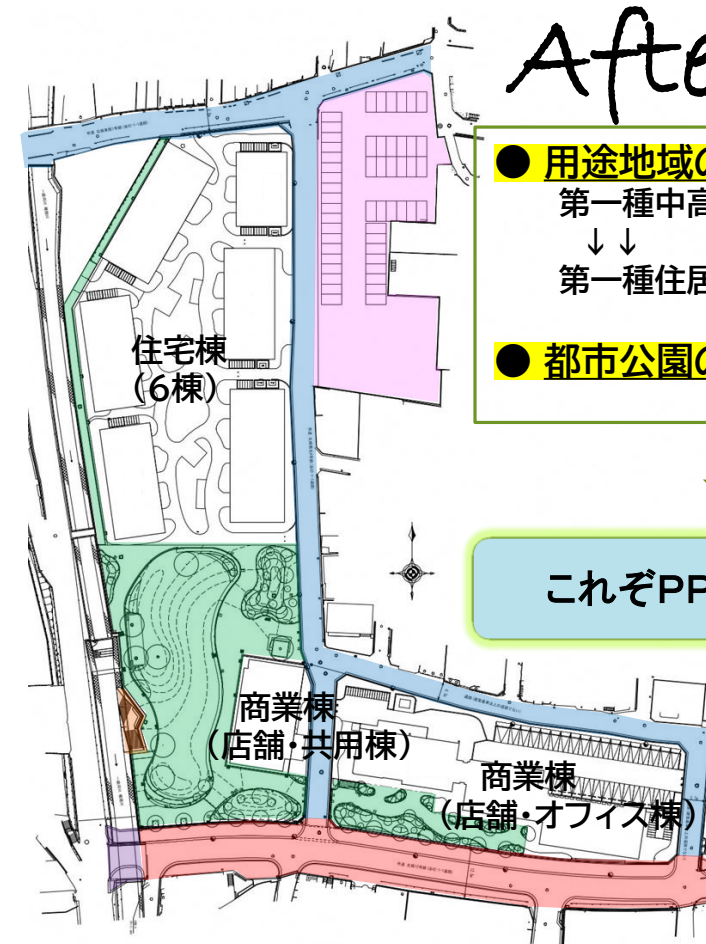 Afte
● 用途地域の
第一種中高
↓↓
第一種住居
● 都市公園の
住宅棟
(6棟)
これぞPP
商業棟
(店舗・共用棟)
商業棟
(店舗・オフィス棟)